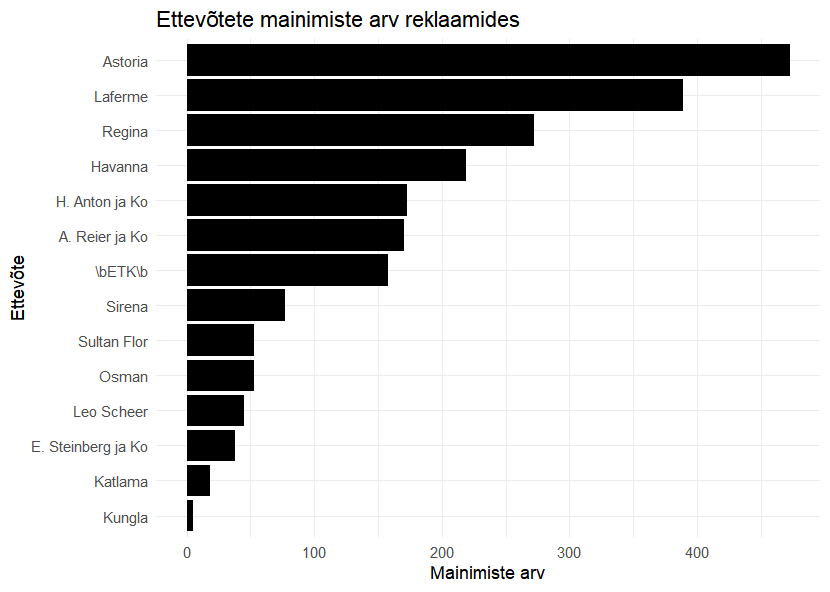 Ettevõtete mainimiste arv reklaamides
Ettevõte
Astoria
Laferme
Regina
Havanna
H. Anton ja Ko
A. Reier ja Ko
\bETK\b
Sirena
Sultan Flor
Osman
Leo Scheer
E. Steinberg ja Ko
Katlama
Kungla
0 100 200 300 400
Mainimiste arv